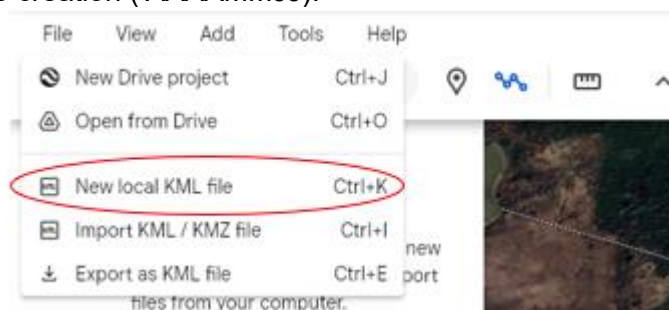 File View Add Tools Help
New Drive project Ctrl+J
Open from Drive Ctrl+O
New local KML file Ctrl+K
Import KML / KMZ file Ctrl+I
new
Export as KML file Ctrl+E port
files from your computer.